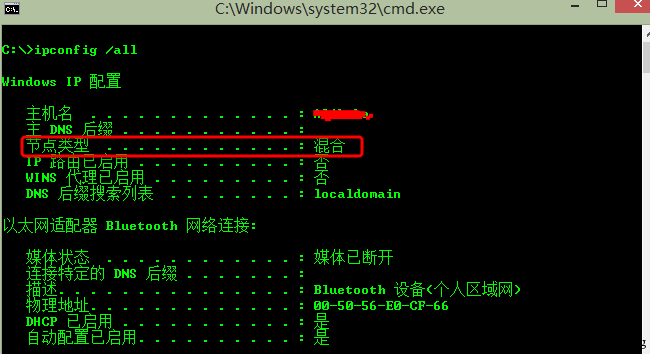 C:\Windows\system32\cmd.exe
C:\>ipconfig /all
Windows IP 配置
主机名 . . . . . . . . . . . . . :
主 DNS 后缀 . . . . . . . . . . . :
节点类型 . . . . . . . . . . . . : 混合
IP 路由已启用 . . . . . . . . . . : 否
WINS 代理已启用 . . . . . . . . . : 否
DNS 后缀搜索列表 . . . . . . . . : localdomain
以太网适配器 Bluetooth 网络连接:
媒体状态 . . . . . . . . . . . . : 媒体已断开
连接特定的 DNS 后缀 . . . . . . . :
描述. . . . . . . . . . . . . . . : Bluetooth 设备(个人区域网)
物理地址. . . . . . . . . . . . . : 00-50-56-E0-CF-66
DHCP 已启用 . . . . . . . . . . . : 是
自动配置已启用. . . . . . . . . . : 是